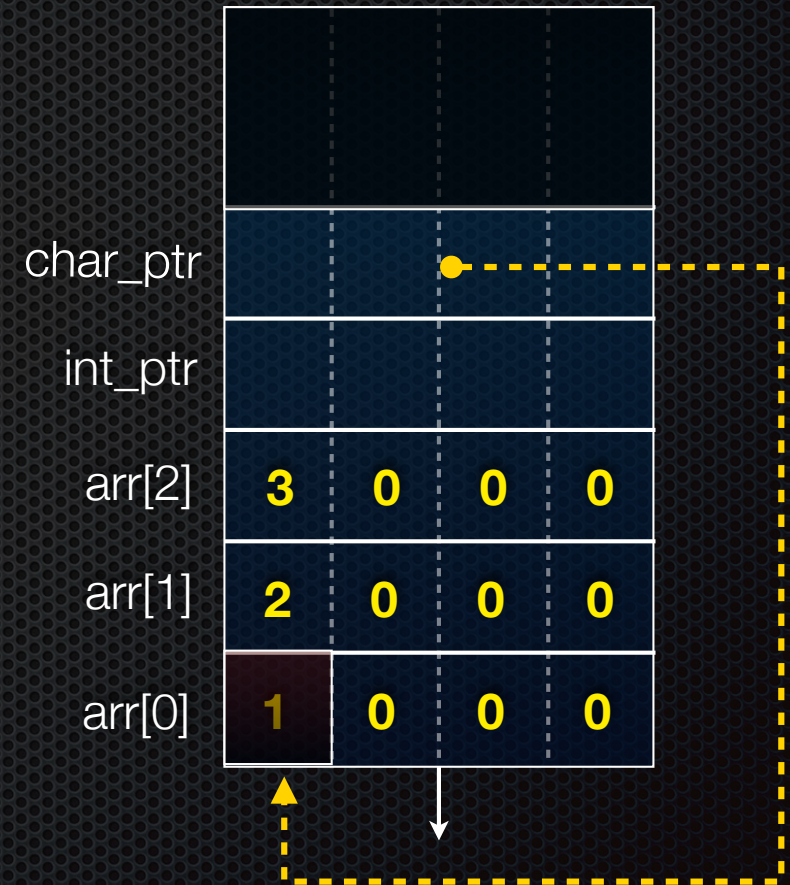 char_ptr
int_ptr
arr[2] 3 0 0 0
arr[1] 2 0 0 0
arr[0] 1 0 0 0